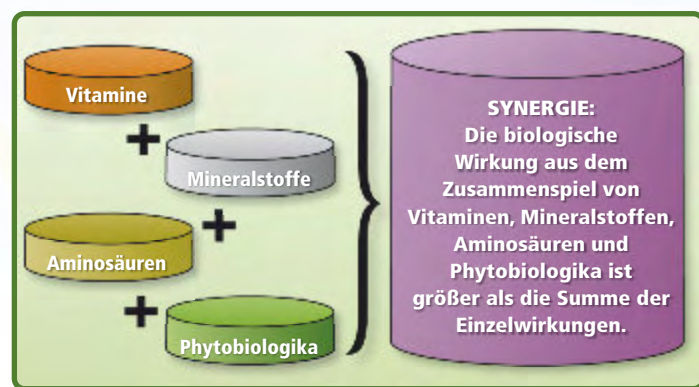 Vitamine
+
Mineralstoffe
+
Aminosäuren
+
Phytobiologika
SYNERGIE:
Die biologische
Wirkung aus dem
Zusammenspiel von
Vitaminen, Mineralstoffen,
Aminosäuren und
Phytobiologika ist
größer als die Summe der
Einzelwirkungen.